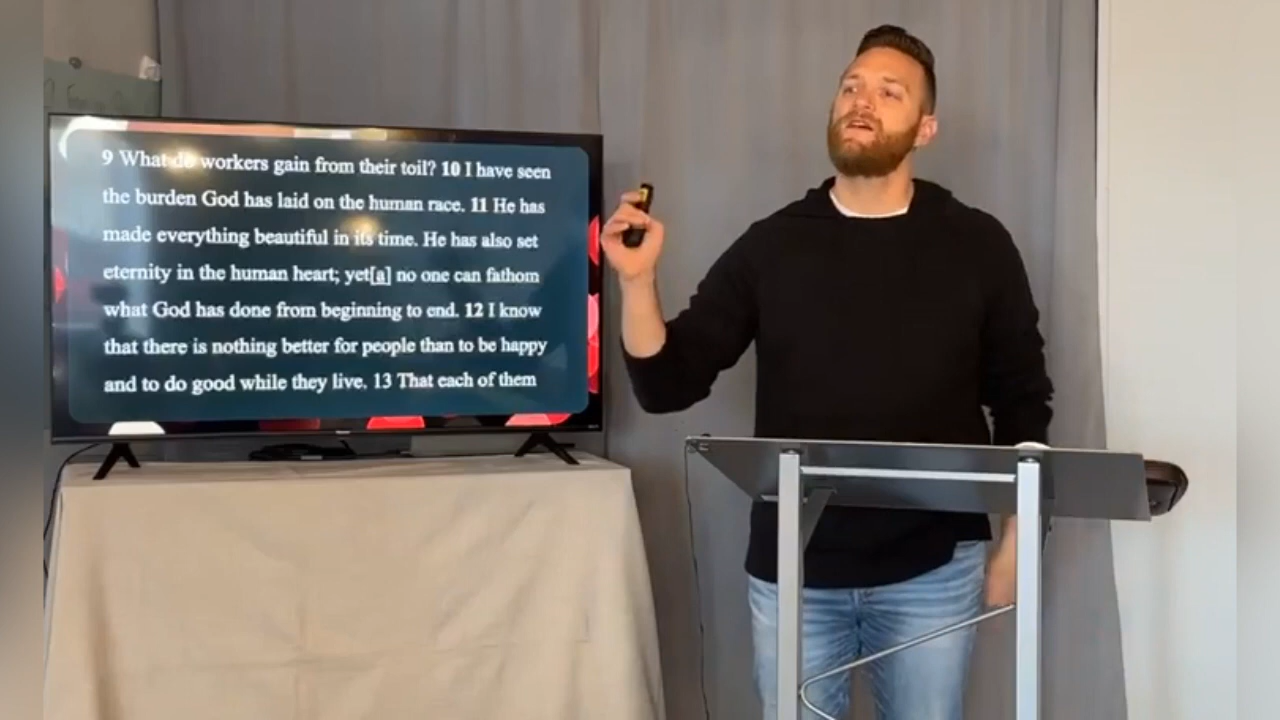 9 What do workers gain from their toil? 10 I have seen
the burden God has laid on the human race. 11 He has
made everything beautiful in its time. He has also set
eternity in the human heart; yet[a] no one can fathom
what God has done from beginning to end. 12 I know
that there is nothing better for people than to be happy
and to do good while they live. 13 That each of them